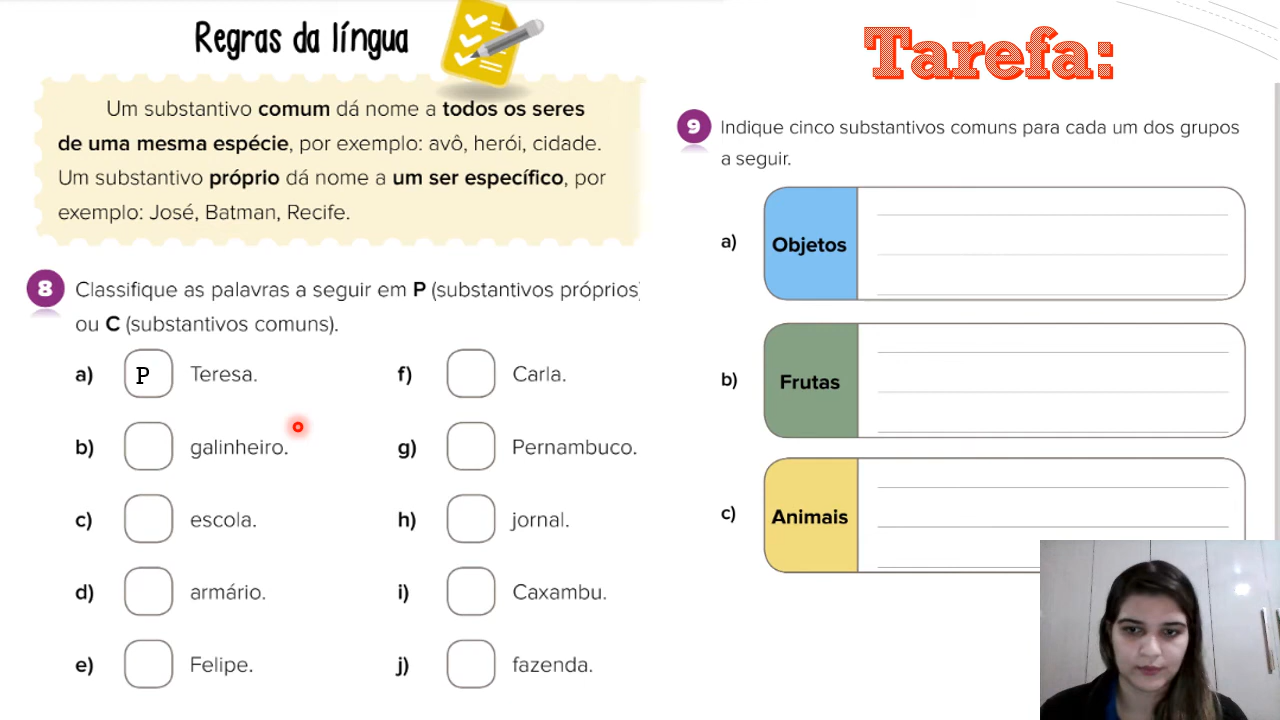 Regras da língua
Um substantivo comum dá nome a todos os seres
de uma mesma espécie, por exemplo: avô, herói, cidade.
Um substantivo próprio dá nome a um ser específico, por
exemplo: José, Batman, Recife.
8 Classifique as palavras a seguir em P (substantivos próprios)
ou C (substantivos comuns).
a) P Teresa.
b) galinheiro.
c) escola.
d) armário.
e) Felipe.
f) Carla.
g) Pernambuco.
h) jornal.
i) Caxambu.
j) fazenda.
Tarefa:
9 Indique cinco substantivos comuns para cada um dos grupos
a seguir.
a) Objetos
b) Frutas
c) Animais